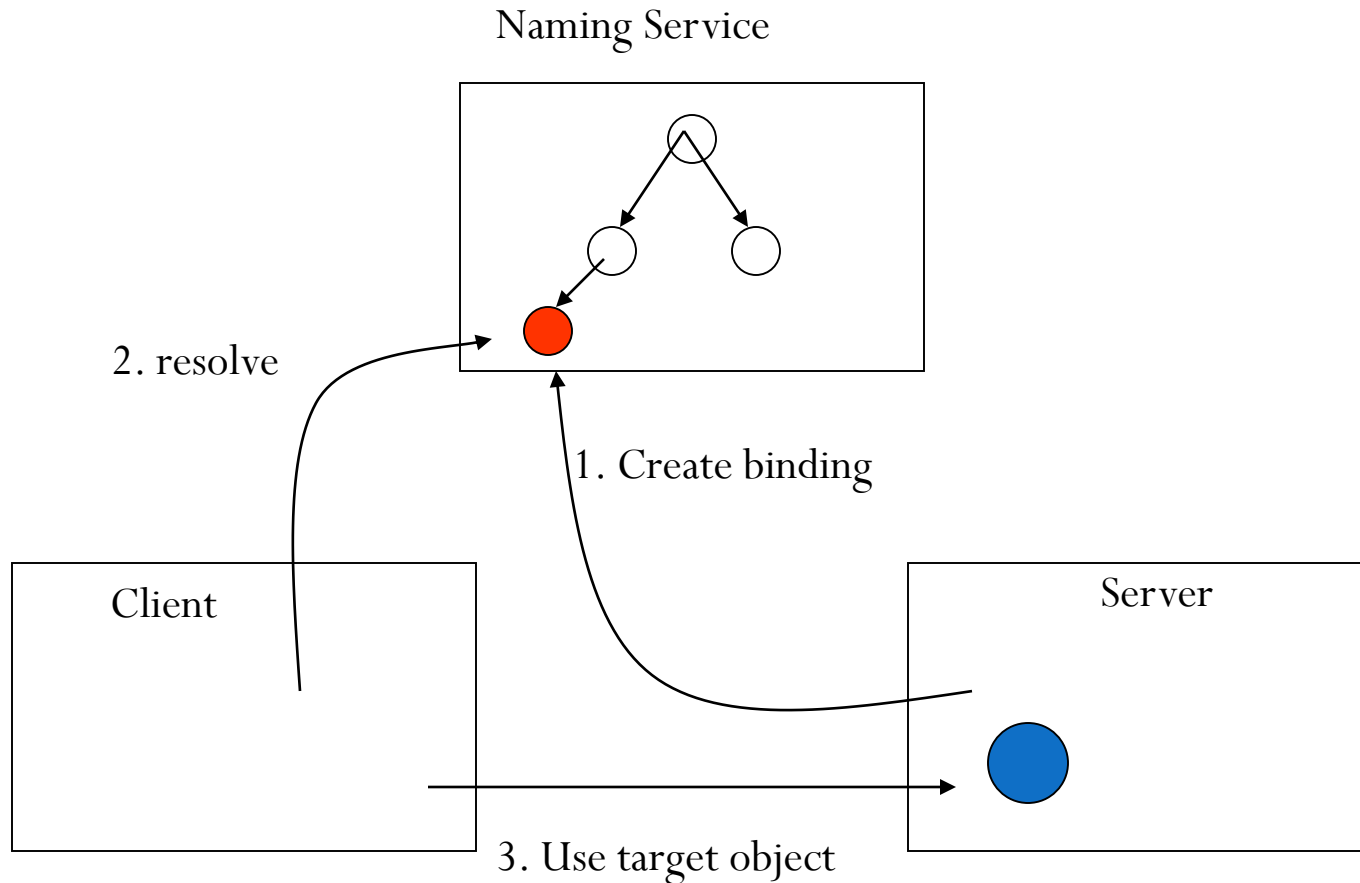 Naming Service
2. resolve
1. Create binding
Client
Server
3. Use target object